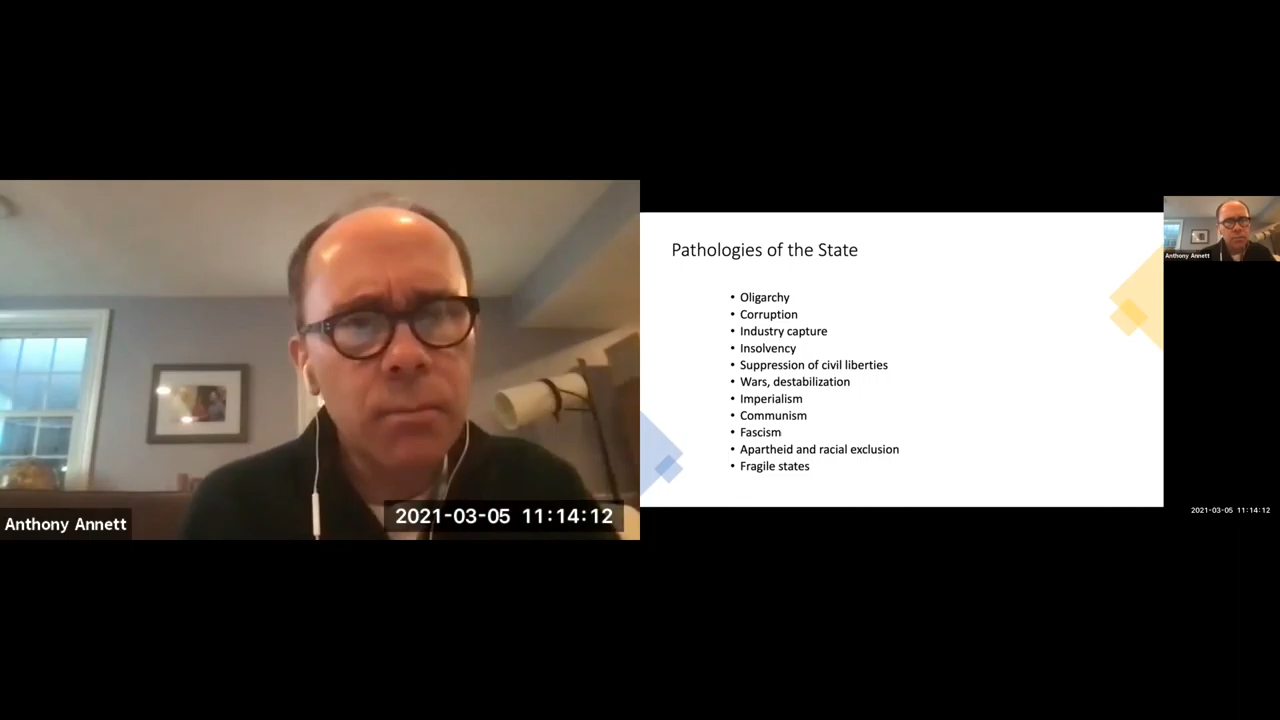 Anthony Annett
2021-03-05 11:14:12
Pathologies of the State
• Oligarchy
• Corruption
• Industry capture
• Insolvency
• Suppression of civil liberties
• Wars, destabilization
• Imperialism
• Communism
• Fascism
• Apartheid and racial exclusion
• Fragile states
Anthony Annett
2021-03-05 11:14:12